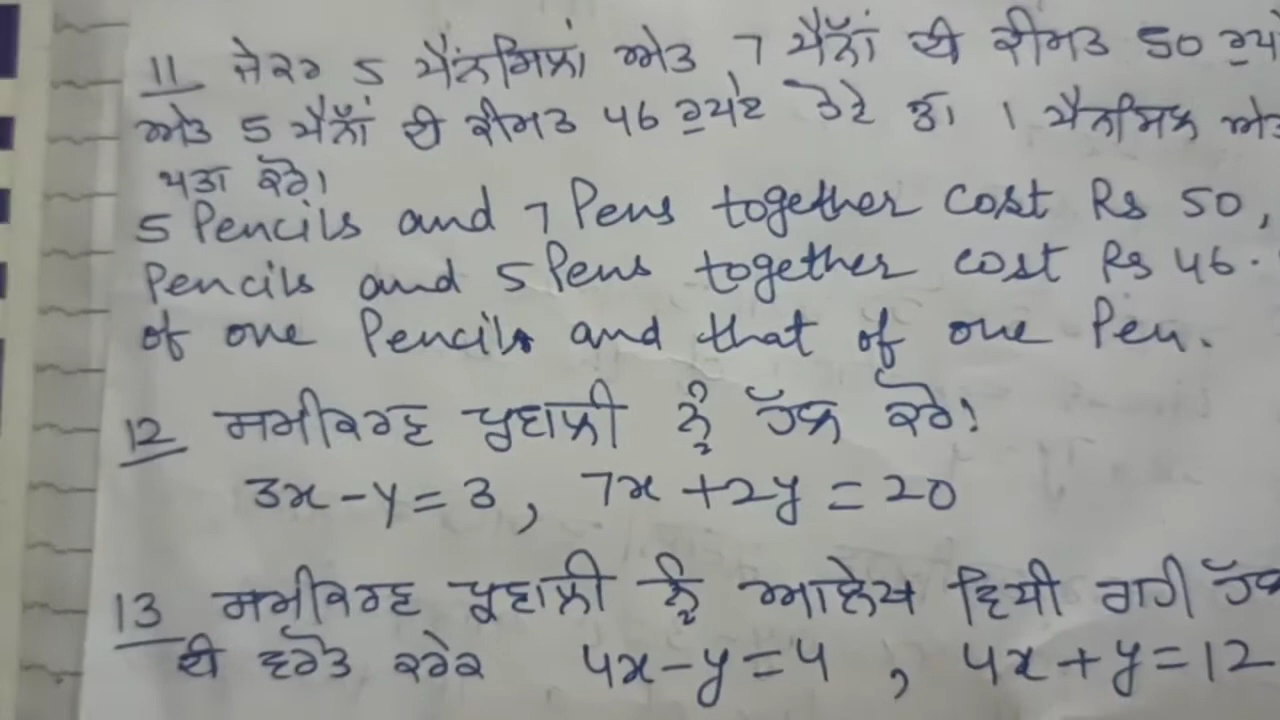 11 ਜੇਕਰ 5 ਪੈੱਨਸਿਲਾਂ ਅਤੇ 7 ਪੈੱਨਾਂ ਦੀ ਕੀਮਤ 50
ਅਤੇ 5 ਪੈੱਨਾਂ ਦੀ ਕੀਮਤ 46 ਰੁਪਏ ਹੋਵੇ ਤਾਂ 1 ਪੈੱਨਸਿਲ
ਪਤਾ ਕਰੋ।
5 Pencils and 7 Pens together cost Rs 50,
Pencils and 5 Pens together cost Rs 46.
of one Pencils and that of one Pen.
12 ਸਮੀਕਰਣ ਪ੍ਰਣਾਲੀ ਨੂੰ ਹੱਲ ਕਰੋ।
3x-y=3, 7x+2y=20
13 ਸਮੀਕਰਣ ਪ੍ਰਣਾਲੀ ਨੂੰ ਆਲੇਖ ਵਿਧੀ ਰਾਹੀਂ
ਦੀ ਵਰਤੋਂ ਕਰਕੇ 4x-y=4, 4x+y=12